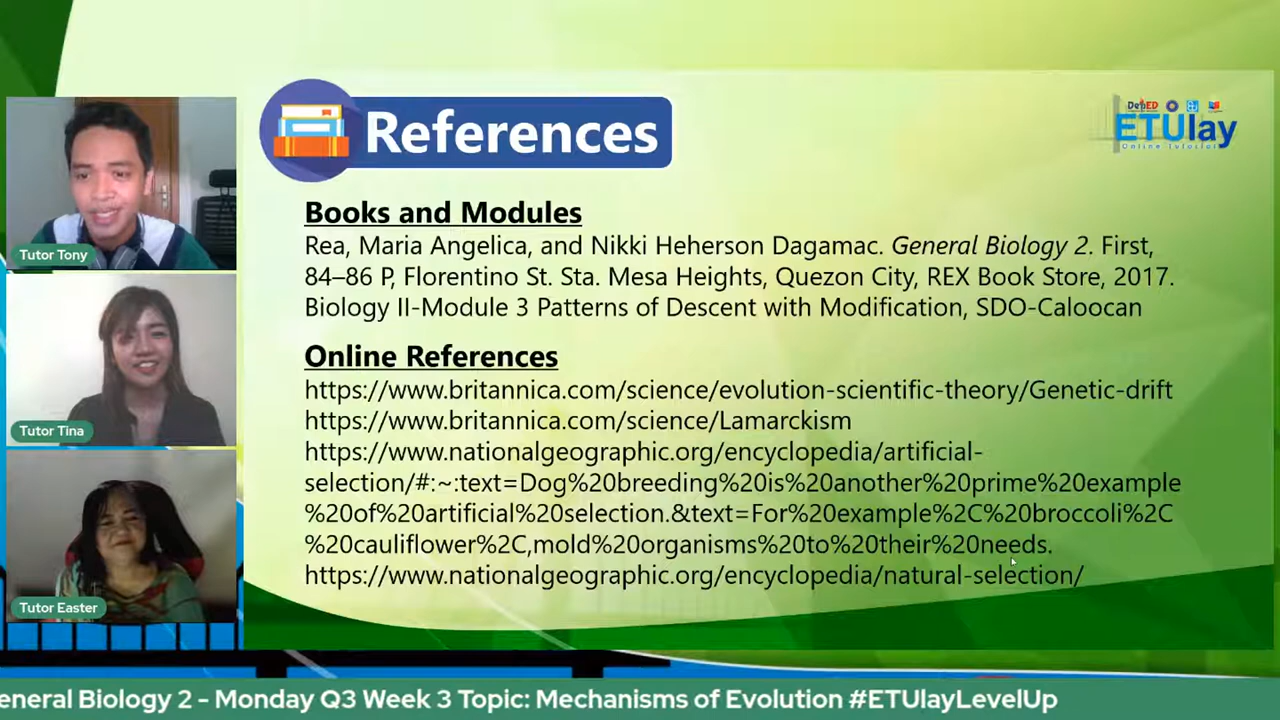 References
DepED
ETUlay
Online Tutorial
Books and Modules
Rea, Maria Angelica, and Nikki Heherson Dagamac. General Biology 2. First,
84–86 P, Florentino St. Sta. Mesa Heights, Quezon City, REX Book Store, 2017.
Biology II-Module 3 Patterns of Descent with Modification, SDO-Caloocan
Online References
https://www.britannica.com/science/evolution-scientific-theory/Genetic-drift
https://www.britannica.com/science/Lamarckism
https://www.nationalgeographic.org/encyclopedia/artificial-
selection/#:~:text=Dog%20breeding%20is%20another%20prime%20example
%20of%20artificial%20selection.&text=For%20example%2C%20broccoli%2C
%20cauliflower%2C,mold%20organisms%20to%20their%20needs.
https://www.nationalgeographic.org/encyclopedia/natural-selection/
Tutor Tony
Tutor Tina
Tutor Easter
eneral Biology 2 - Monday Q3 Week 3 Topic: Mechanisms of Evolution #ETUlayLevelUp